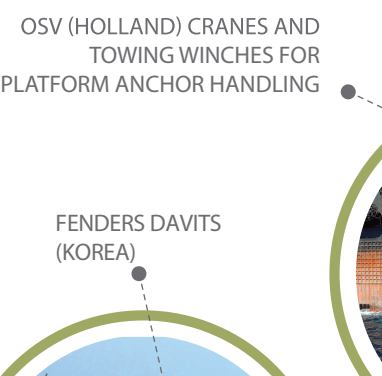 OSV (HOLLAND) CRANES AND
TOWING WINCHES FOR
PLATFORM ANCHOR HANDLING
FENDERS DAVITS
(KOREA)